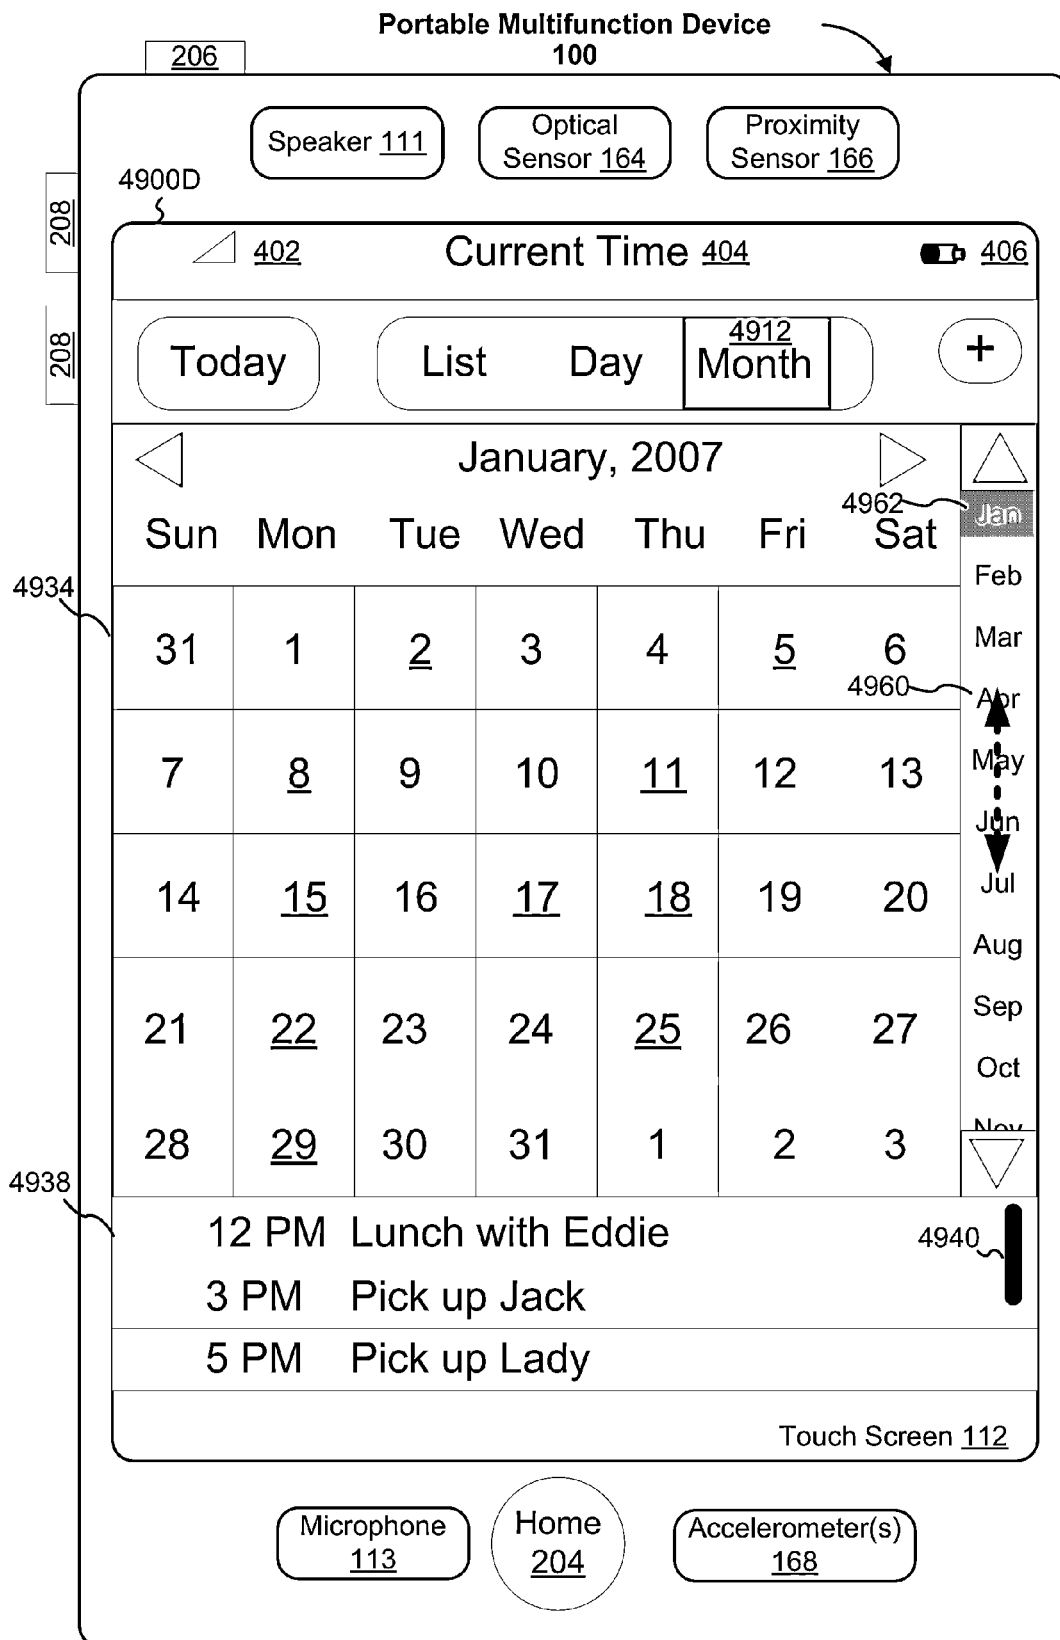 Portable Multifunction Device
100
206
Speaker 111
Optical
Sensor 164
Proximity
Sensor 166
4900D
208
208
402
Current Time 404
406
Today
List
Day
4912
Month
+
January, 2007
4962
Jan
Sun Mon Tue Wed Thu Fri Sat
Feb
4934
31 1 2 3 4 5 6
Mar
4960
Apr
7 8 9 10 11 12 13
May
Jun
14 15 16 17 18 19 20
Jul
Aug
21 22 23 24 25 26 27
Sep
Oct
28 29 30 31 1 2 3
Nov
4938
12 PM Lunch with Eddie
4940
3 PM Pick up Jack
5 PM Pick up Lady
Touch Screen 112
Microphone
113
Home
204
Accelerometer(s)
168